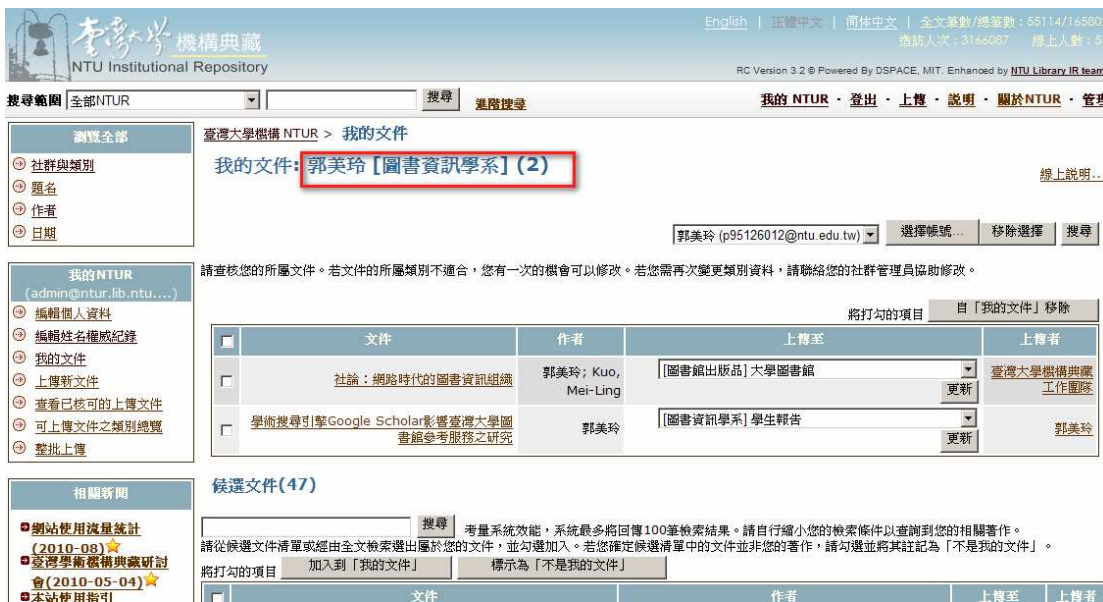 English | 正體中文 | 简体中文 | 全文筆數/總筆數 : 55114/16580
造訪人次 : 3166087 線上人數 : 5
臺灣大學 機構典藏
NTU Institutional Repository
RC Version 3.2 © Powered By DSPACE, MIT. Enhanced by NTU Library IR team
搜尋範圍 全部NTUR 搜尋 進階搜尋 我的 NTUR · 登出 · 上傳 · 說明 · 關於NTUR · 管理
瀏覽全部
社群與類別
題名
作者
日期
臺灣大學機構 NTUR > 我的文件
我的文件: 郭美玲 [圖書資訊學系] (2)
線上說明...
郭美玲 (p95126012@ntu.edu.tw) 選擇帳號... 移除選擇 搜尋
我的NTUR
(admin@ntur.lib.ntu....)
編輯個人資料
編輯姓名權威紀錄
我的文件
上傳新文件
查看已核可的上傳文件
可上傳文件之類別總覽
整批上傳
請查核您的所屬文件。若文件的所屬類別不適合，您有一次的機會可以修改。若您需再次變更類別資料，請聯絡您的社群管理員協助修改。
將打勾的項目 自「我的文件」移除
文件 作者 上傳至 上傳者
社論：網路時代的圖書資訊組織 郭美玲; Kuo, Mei-Ling [圖書館出版品] 大學圖書館 更新 臺灣大學機構典藏工作團隊
學術搜尋引擎Google Scholar影響臺灣大學圖書館參考服務之研究 郭美玲 [圖書資訊學系] 學生報告 更新 郭美玲
相關新聞
網站使用流量統計
(2010-08)
臺灣學術機構典藏研討
會(2010-05-04)
本站使用指引
候選文件(47)
搜尋 考量系統效能，系統最多將回傳100筆檢索結果。請自行縮小您的檢索條件以查詢到您的相關著作。
請從候選文件清單或經由全文檢索選出屬於您的文件，並勾選加入。若您確定候選清單中的文件並非您的著作，請勾選並將其註記為「不是我的文件」。
將打勾的項目 加入到「我的文件」 標示為「不是我的文件」
文件 作者 上傳至 上傳者